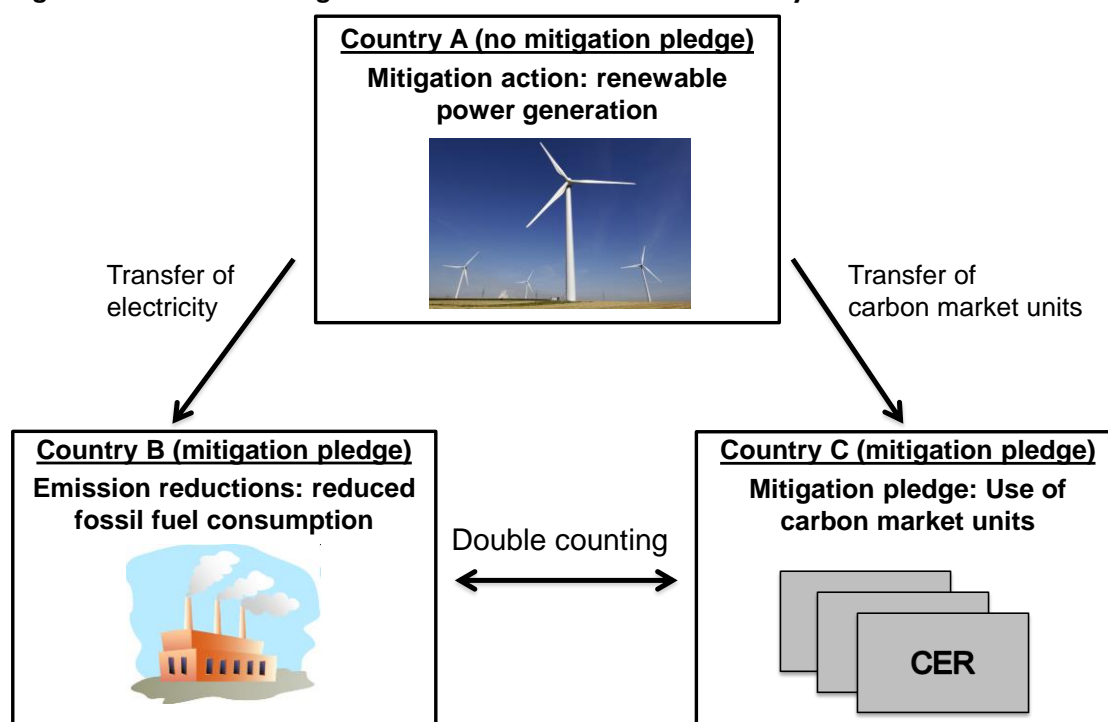 Country A (no mitigation pledge)
Mitigation action: renewable
power generation
Transfer of
electricity
Transfer of
carbon market units
Country B (mitigation pledge)
Emission reductions: reduced
fossil fuel consumption
Double counting
Country C (mitigation pledge)
Mitigation pledge: Use of
carbon market units
CER